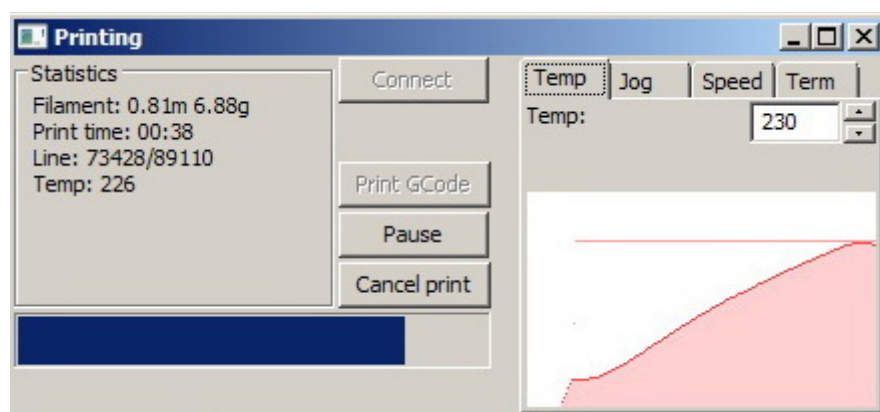 Printing
Statistics
Filament: 0.81m 6.88g
Print time: 00:38
Line: 73428/89110
Temp: 226
Connect
Print GCode
Pause
Cancel print
Temp Jog Speed Term
Temp: 230